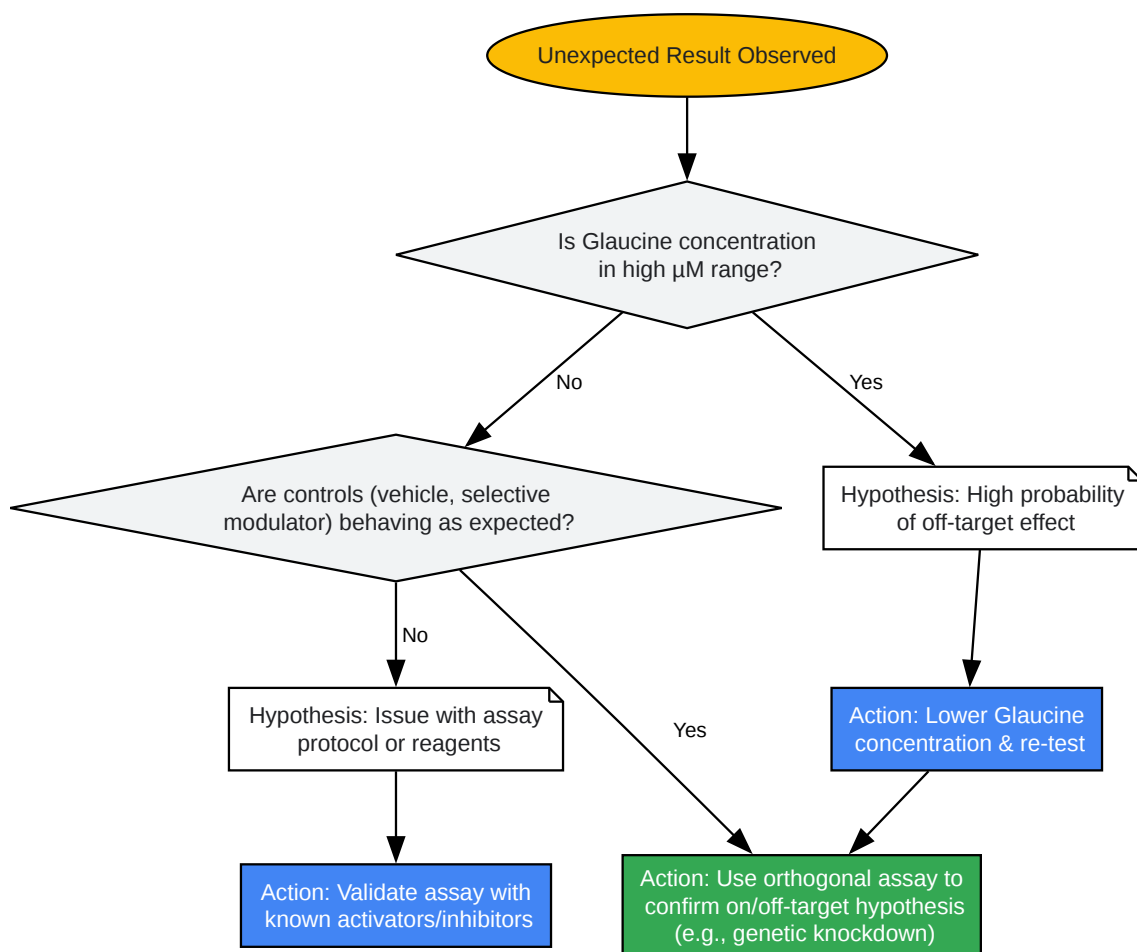 Unexpected Result Observed
Is Glaucine concentration
in high µM range?
No
Yes
Are controls (vehicle, selective
modulator) behaving as expected?
Hypothesis: High probability
of off-target effect
No
Yes
Hypothesis: Issue with assay
protocol or reagents
Action: Lower Glaucine
concentration & re-test
Action: Validate assay with
known activators/inhibitors
Action: Use orthogonal assay to
confirm on/off-target hypothesis
(e.g., genetic knockdown)